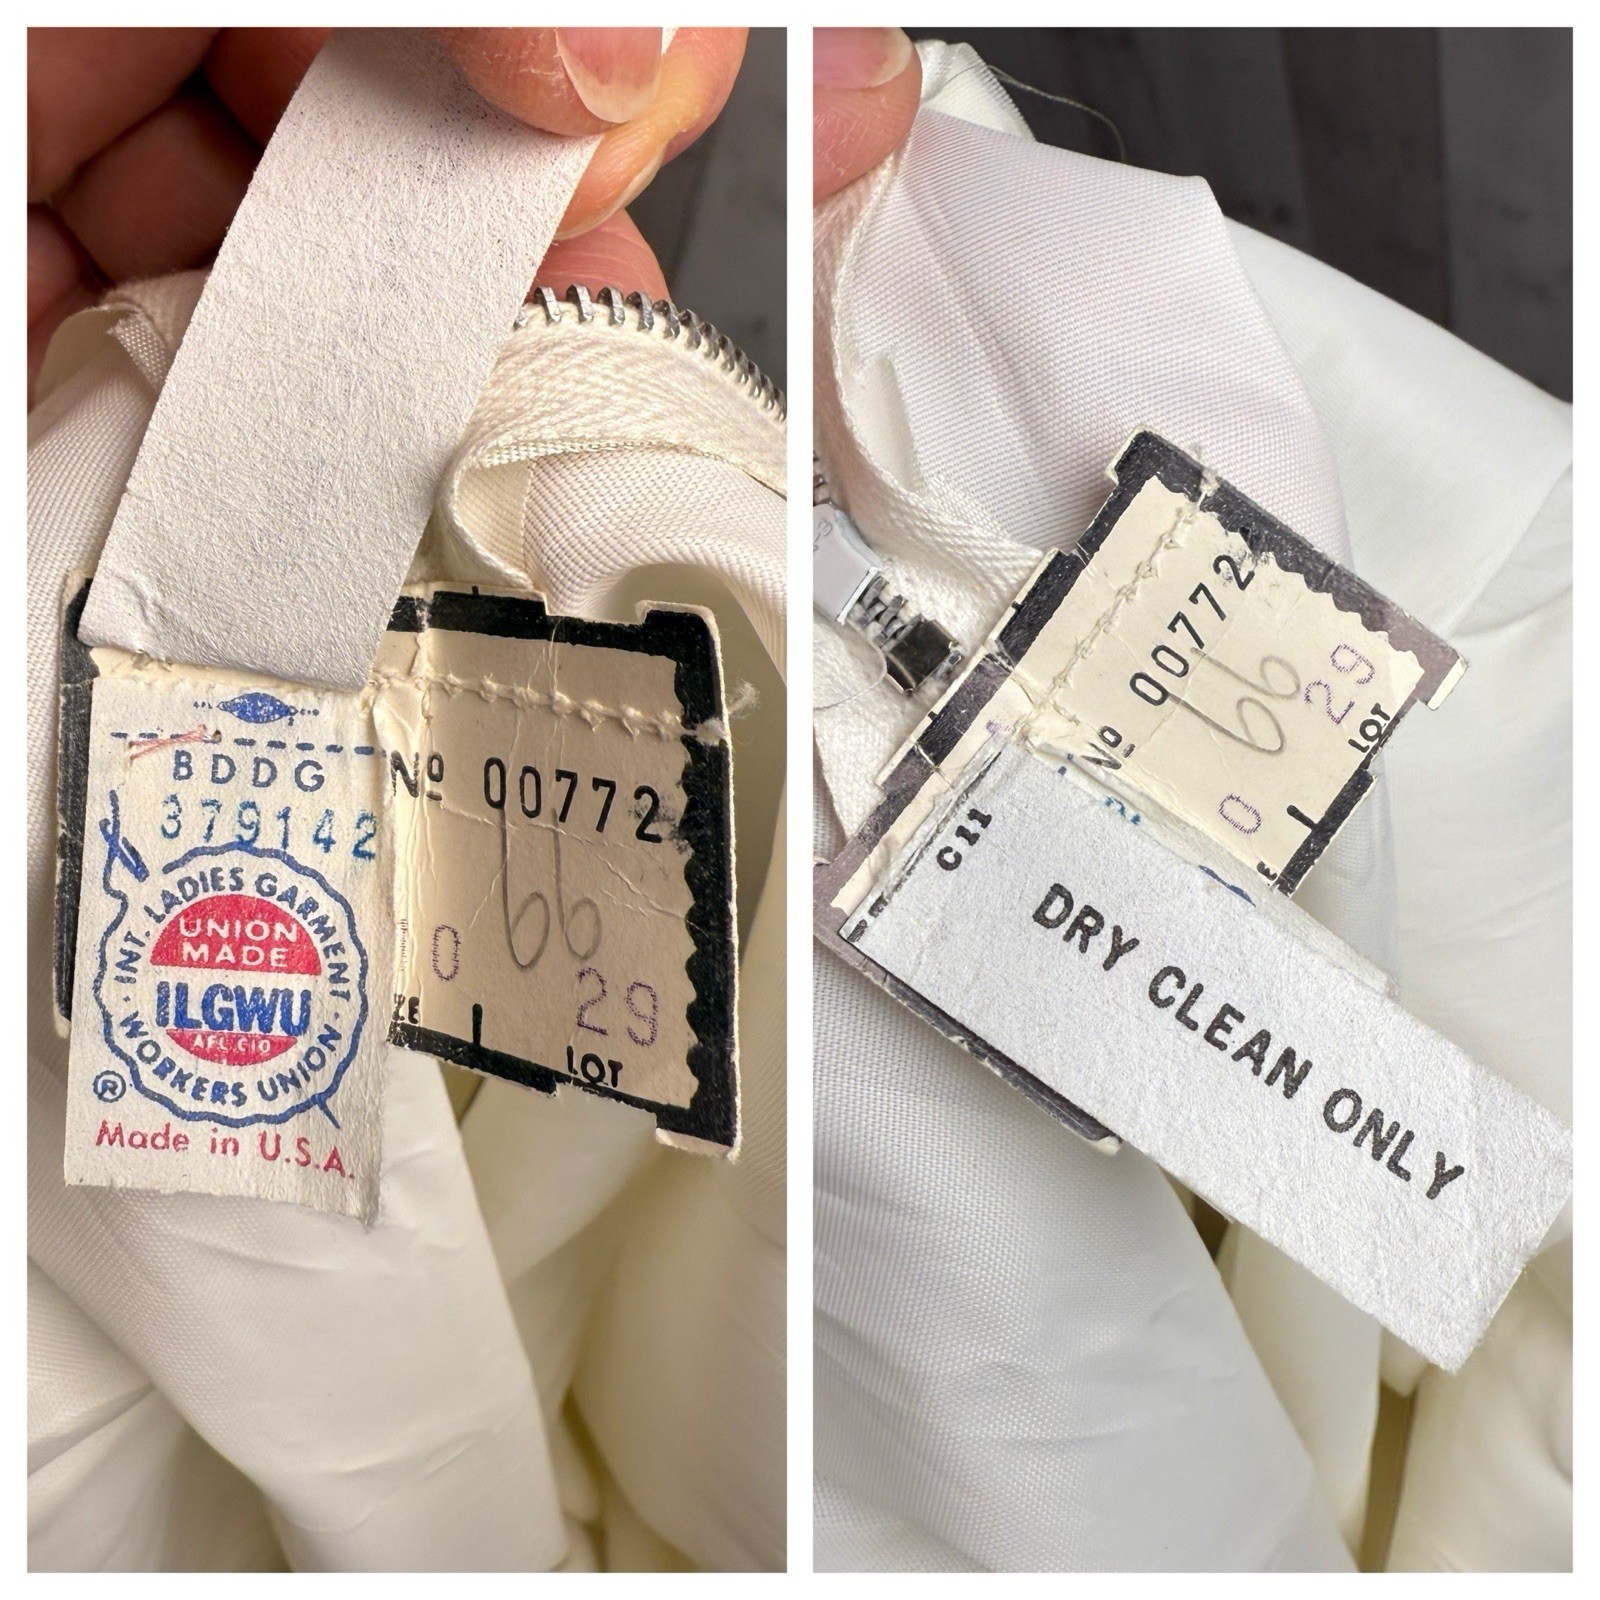 BDDG
379142
INT. LADIES GARMENT WORKERS UNION
UNION
MADE
ILGWU
AFL.CIO
®
Made in U.S.A.
Nº 00772
66
0
29
ZE
LOT
Nº 00772
66
29
0
LOT
E
C11
DRY CLEAN ONLY